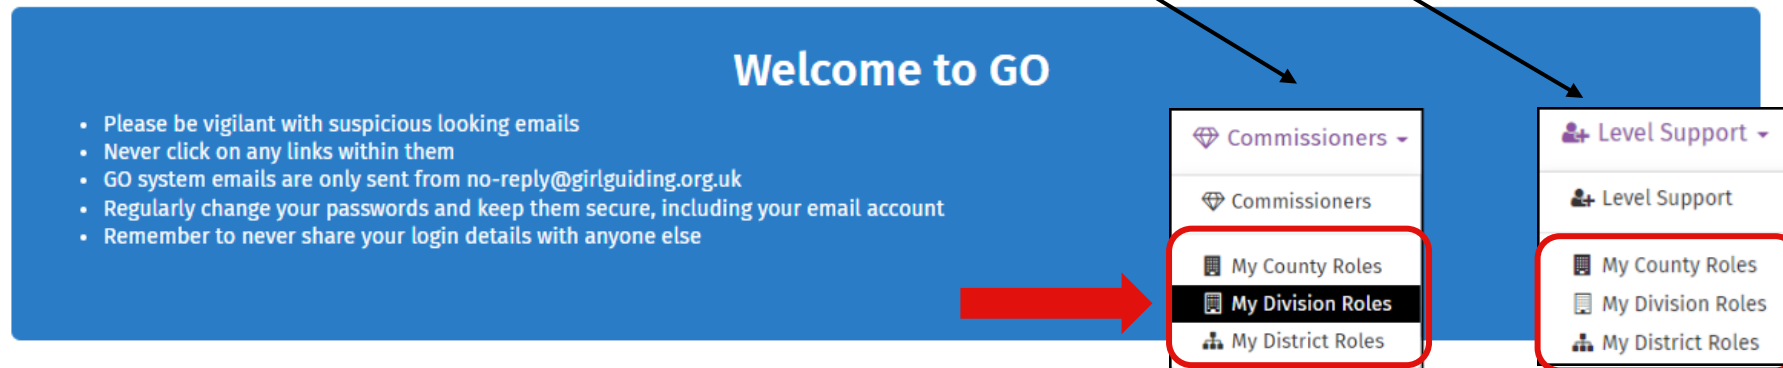 Welcome to GO
Please be vigilant with suspicious looking emails
Never click on any links within them
GO system emails are only sent from no-reply@girlguiding.org.uk
Regularly change your passwords and keep them secure, including your email account
Remember to never share your login details with anyone else
Commissioners
Commissioners
My County Roles
My Division Roles
My District Roles
Level Support
Level Support
My County Roles
My Division Roles
My District Roles